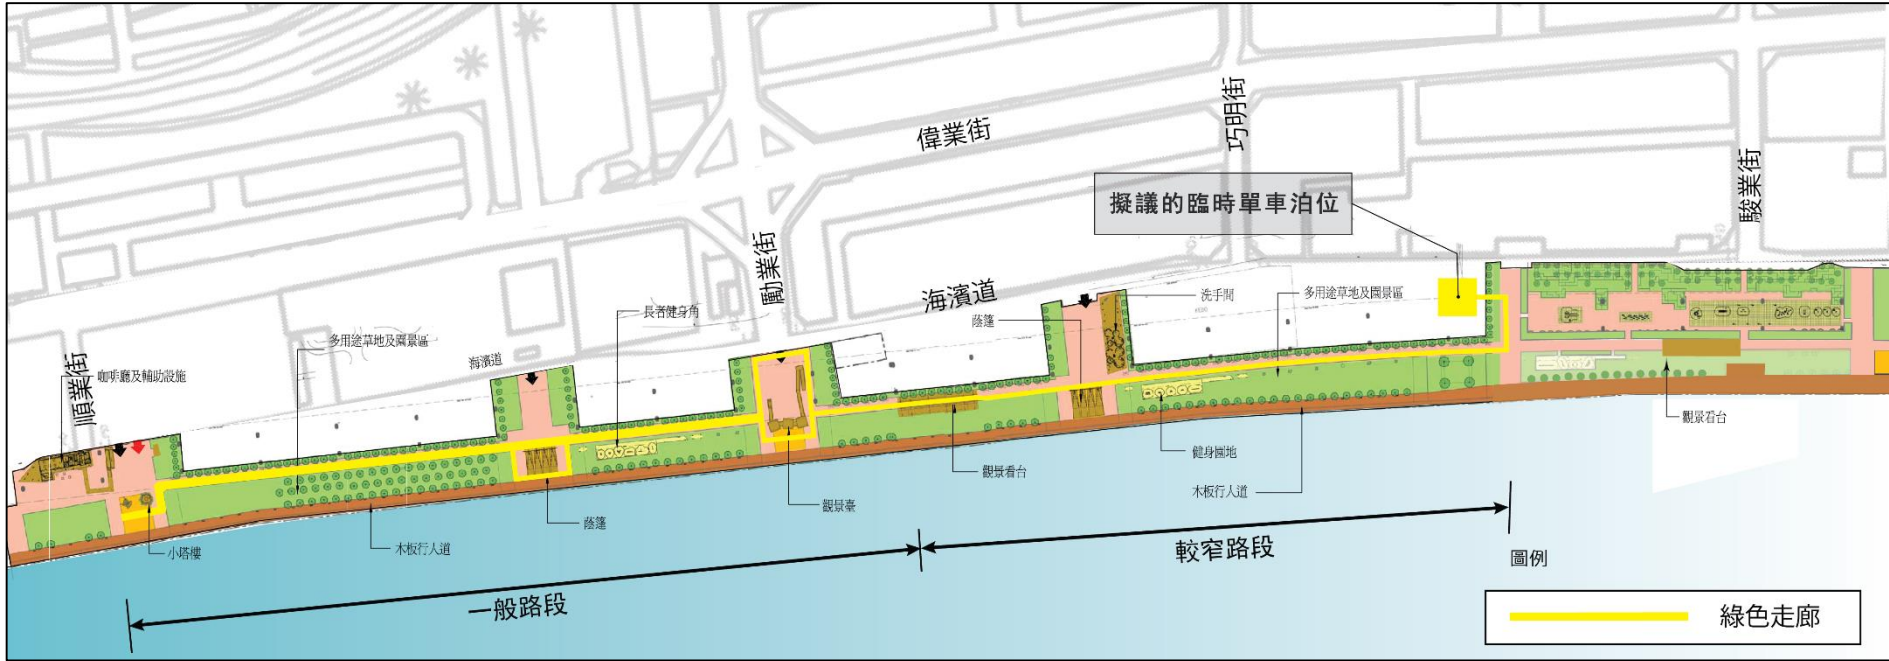 偉業街
巧明街
駿業街
擬議的臨時單車泊位
勵業街
海濱道
洗手間
多用途草地及園景區
長者健身角
蔭篷
多用途草地及園景區
海濱道
順業街
咖啡廳及輔助設施
觀景看台
健身園地
觀景看台
木板行人道
觀景臺
蔭篷
木板行人道
小塔樓
較窄路段
圖例
一般路段
綠色走廊